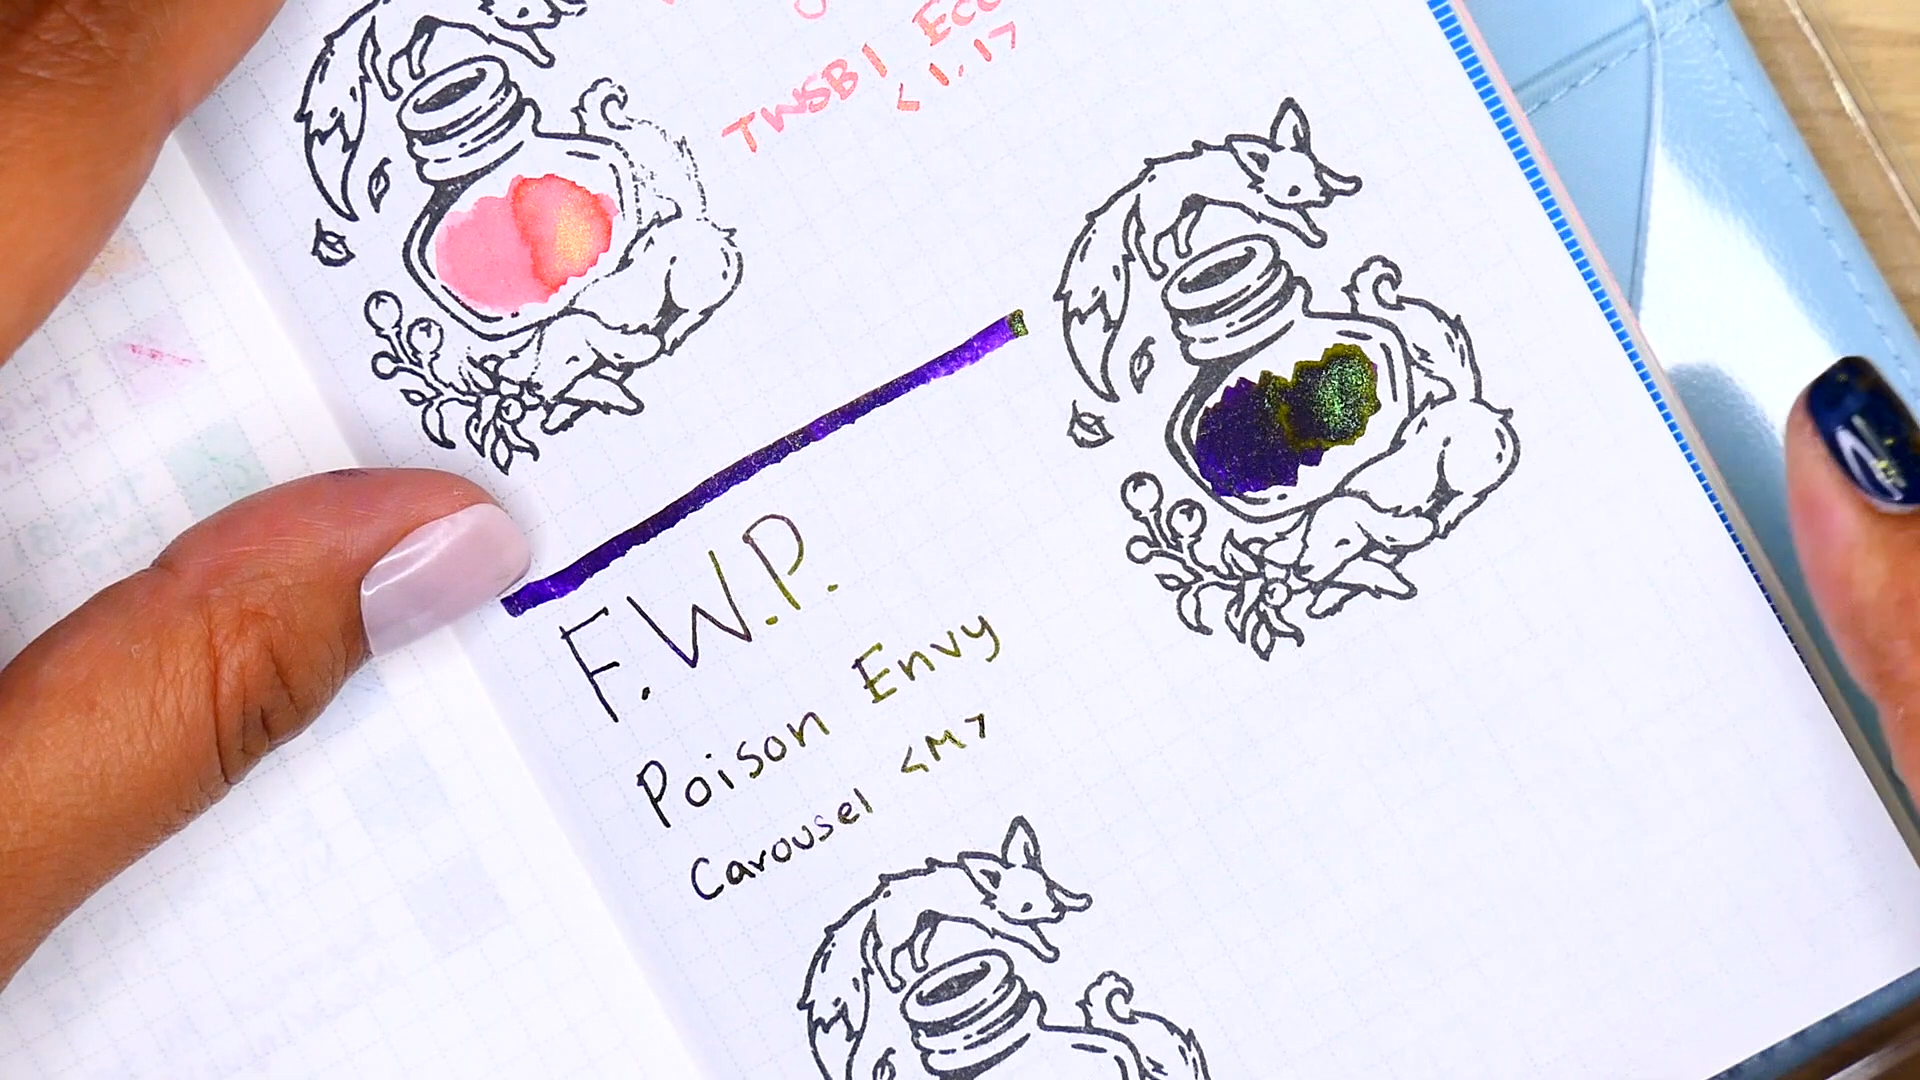 TWSBI Eco
<1.1>
F.W.P.
Poison Envy
Carousel <M>